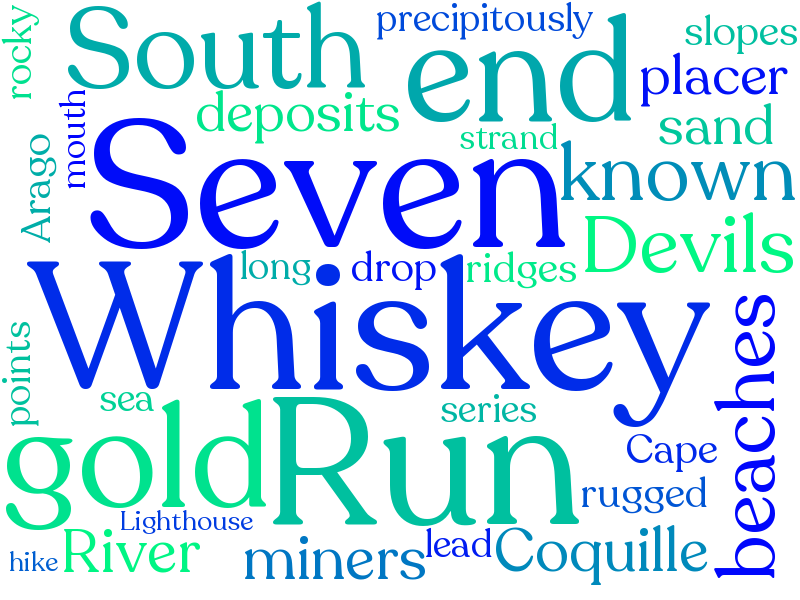 rocky
South
precipitously
slopes
end
placer
mouth
deposits
strand
sand
Arago
Seven
known
Devils
long
drop
ridges
Whiskey
beaches
points
sea
series
gold
Run
Cape
rugged
Lighthouse
hike
River
miners
lead
Coquille